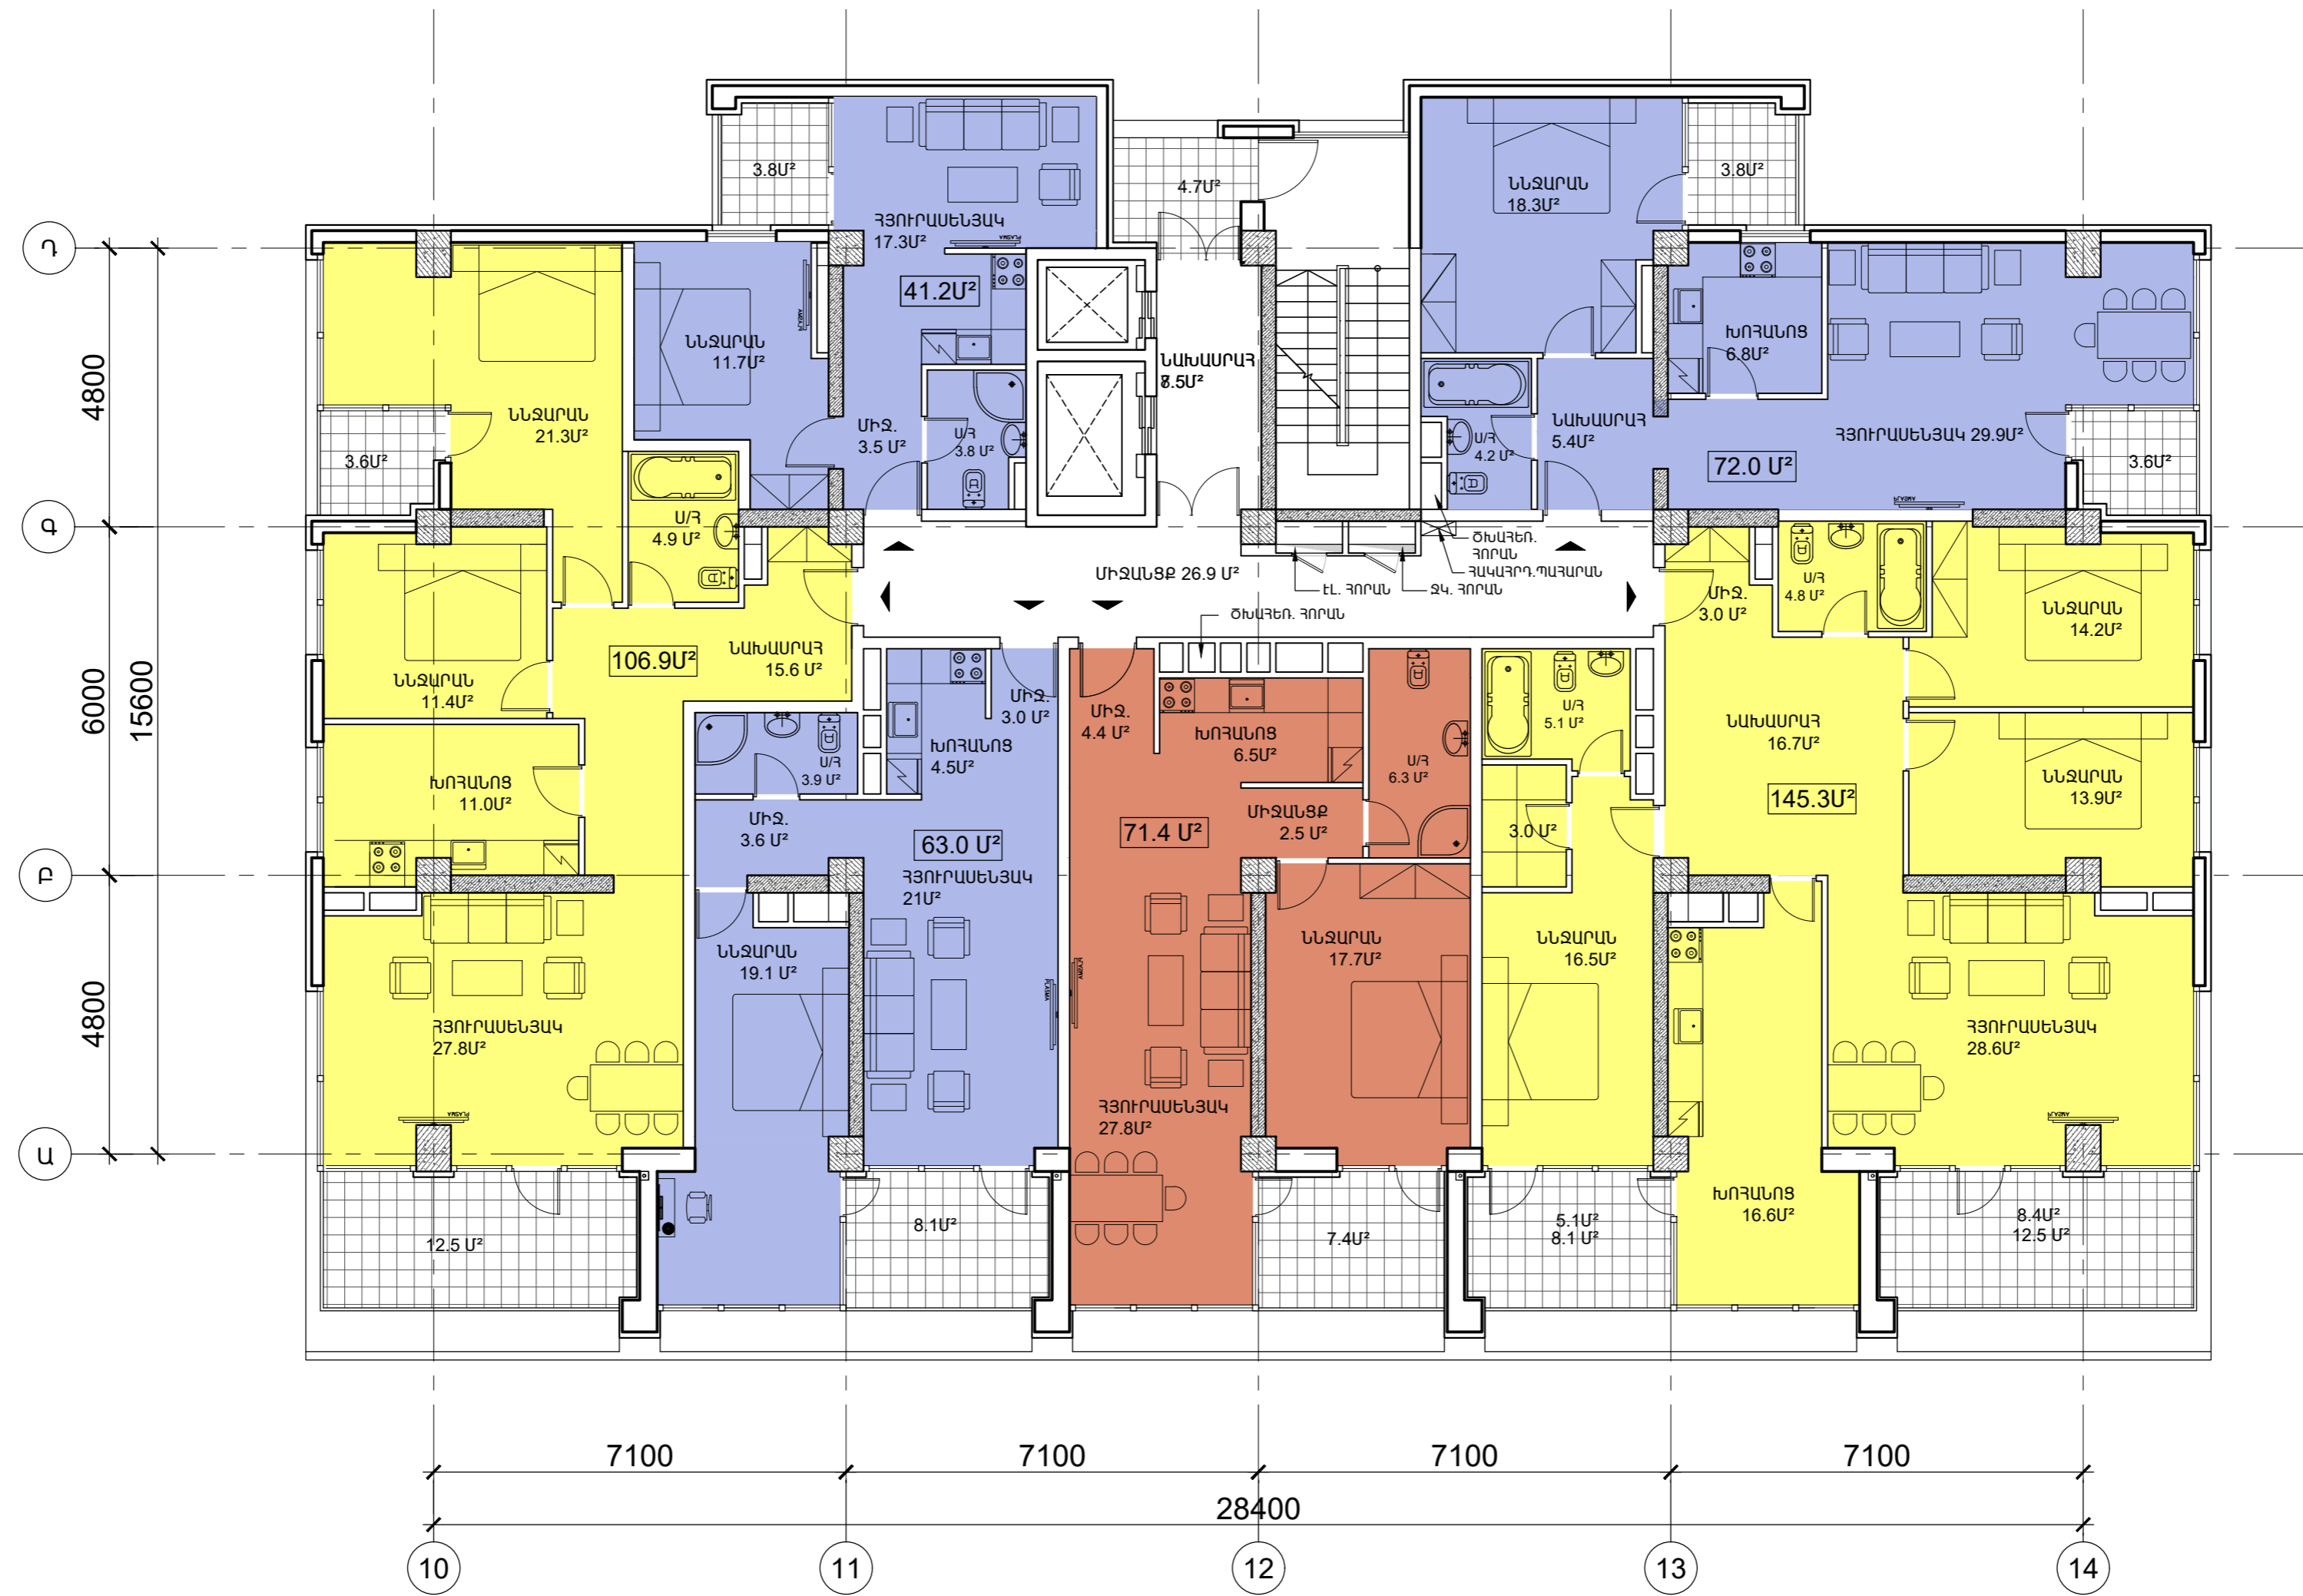 3.8Մ²
4.7Մ²
3.8Մ²
ՆՆՋԱՐԱՆ
18.3Մ²
ՀՅՈՒՐԱՍԵՆՅԱԿ
17.3Մ²
PLASMA
Դ
41.2Մ²
ՆՆՋԱՐԱՆ
11.7Մ²
PLASMA
ՆԱԽԱՍՐԱՀ
ԽՈՀԱՆՈՑ
6.8Մ²
4800
ՆՆՋԱՐԱՆ
21.3Մ²
3.6Մ²
ՄԻՋ.
3.5 Մ²
Ս/Հ
3.8 Մ²
Ս/Հ
4.2 Մ²
ՆԱԽԱՍՐԱՀ
5.4Մ²
ՀՅՈՒՐԱՍԵՆՅԱԿ 29.9Մ²
72.0 Մ²
3.6Մ²
PLASMA
Գ
Ս/Հ
4.9 Մ²
ԾԽԱՀԵՌ.
ՀՈՐԱՆ
ՀԱԿԱՀՐԴ.ՊԱՀԱՐԱՆ
ՄԻՋԱՆՑՔ 26.9 Մ²
ԷԼ. ՀՈՐԱՆ
ՋԿ. ՀՈՐԱՆ
ԾԽԱՀԵՌ. ՀՈՐԱՆ
ՄԻՋ.
3.0 Մ²
Ս/Հ
4.8 Մ²
ՆՆՋԱՐԱՆ
14.2Մ²
6000
15600
106.9Մ²
ՆԱԽԱՍՐԱՀ
15.6 Մ²
ՆՆՋԱՐԱՆ
11.4Մ²
ՄԻՋ.
3.0 Մ²
ՄԻՋ.
4.4 Մ²
ԽՈՀԱՆՈՑ
6.5Մ²
Ս/Հ
5.1 Մ²
ՆԱԽԱՍՐԱՀ
16.7Մ²
ԽՈՀԱՆՈՑ
11.0Մ²
Ս/Հ
3.9 Մ²
ԽՈՀԱՆՈՑ
4.5Մ²
Ս/Հ
6.3 Մ²
145.3Մ²
ՆՆՋԱՐԱՆ
13.9Մ²
ՄԻՋ.
3.6 Մ²
63.0 Մ²
71.4 Մ²
ՄԻՋԱՆՑՔ
2.5 Մ²
3.0 Մ²
Բ
ՀՅՈՒՐԱՍԵՆՅԱԿ
21Մ²
ՆՆՋԱՐԱՆ
19.1 Մ²
PLASMA
PLASMA
ՆՆՋԱՐԱՆ
17.7Մ²
ՆՆՋԱՐԱՆ
16.5Մ²
4800
ՀՅՈՒՐԱՍԵՆՅԱԿ
27.8Մ²
PLASMA
ՀՅՈՒՐԱՍԵՆՅԱԿ
27.8Մ²
ՀՅՈՒՐԱՍԵՆՅԱԿ
28.6Մ²
PLASMA
Ա
12.5 Մ²
8.1Մ²
7.4Մ²
5.1Մ²
8.1 Մ²
ԽՈՀԱՆՈՑ
16.6Մ²
8.4Մ²
12.5 Մ²
7100 7100 7100 7100
28400
10 11 12 13 14